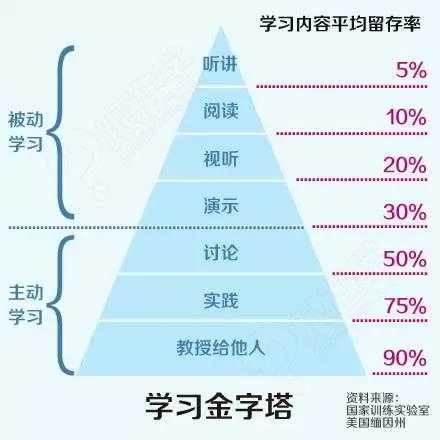 学习内容平均留存率
听讲
5%
阅读
10%
被动
学习
视听
20%
演示
30%
讨论
50%
主动
学习
实践
75%
教授给他人
90%
学习金字塔
资料来源:
国家训练实验室
美国缅因州